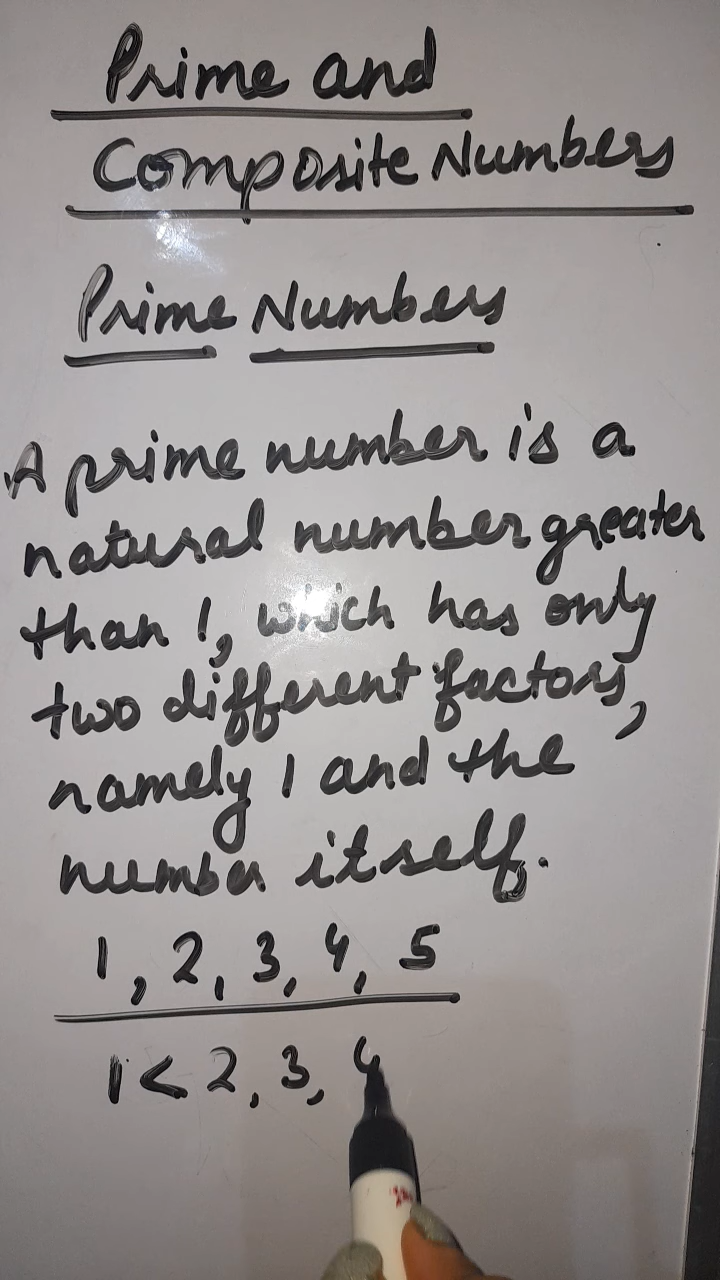 Prime and
Composite Numbers
Prime Numbers
A prime number is a
natural number greater
than 1, which has only
two different factors,
namely 1 and the
number itself.
1, 2, 3, 4, 5
1 < 2, 3, 4